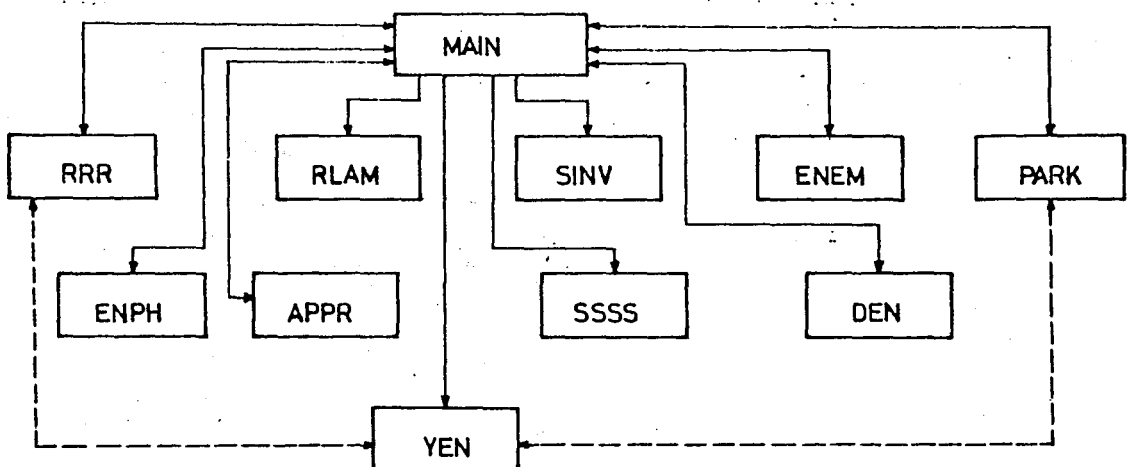 MAIN
RRR
RLAM
SINV
ENEM
PARK
ENPH
APPR
SSSS
DEN
YEN